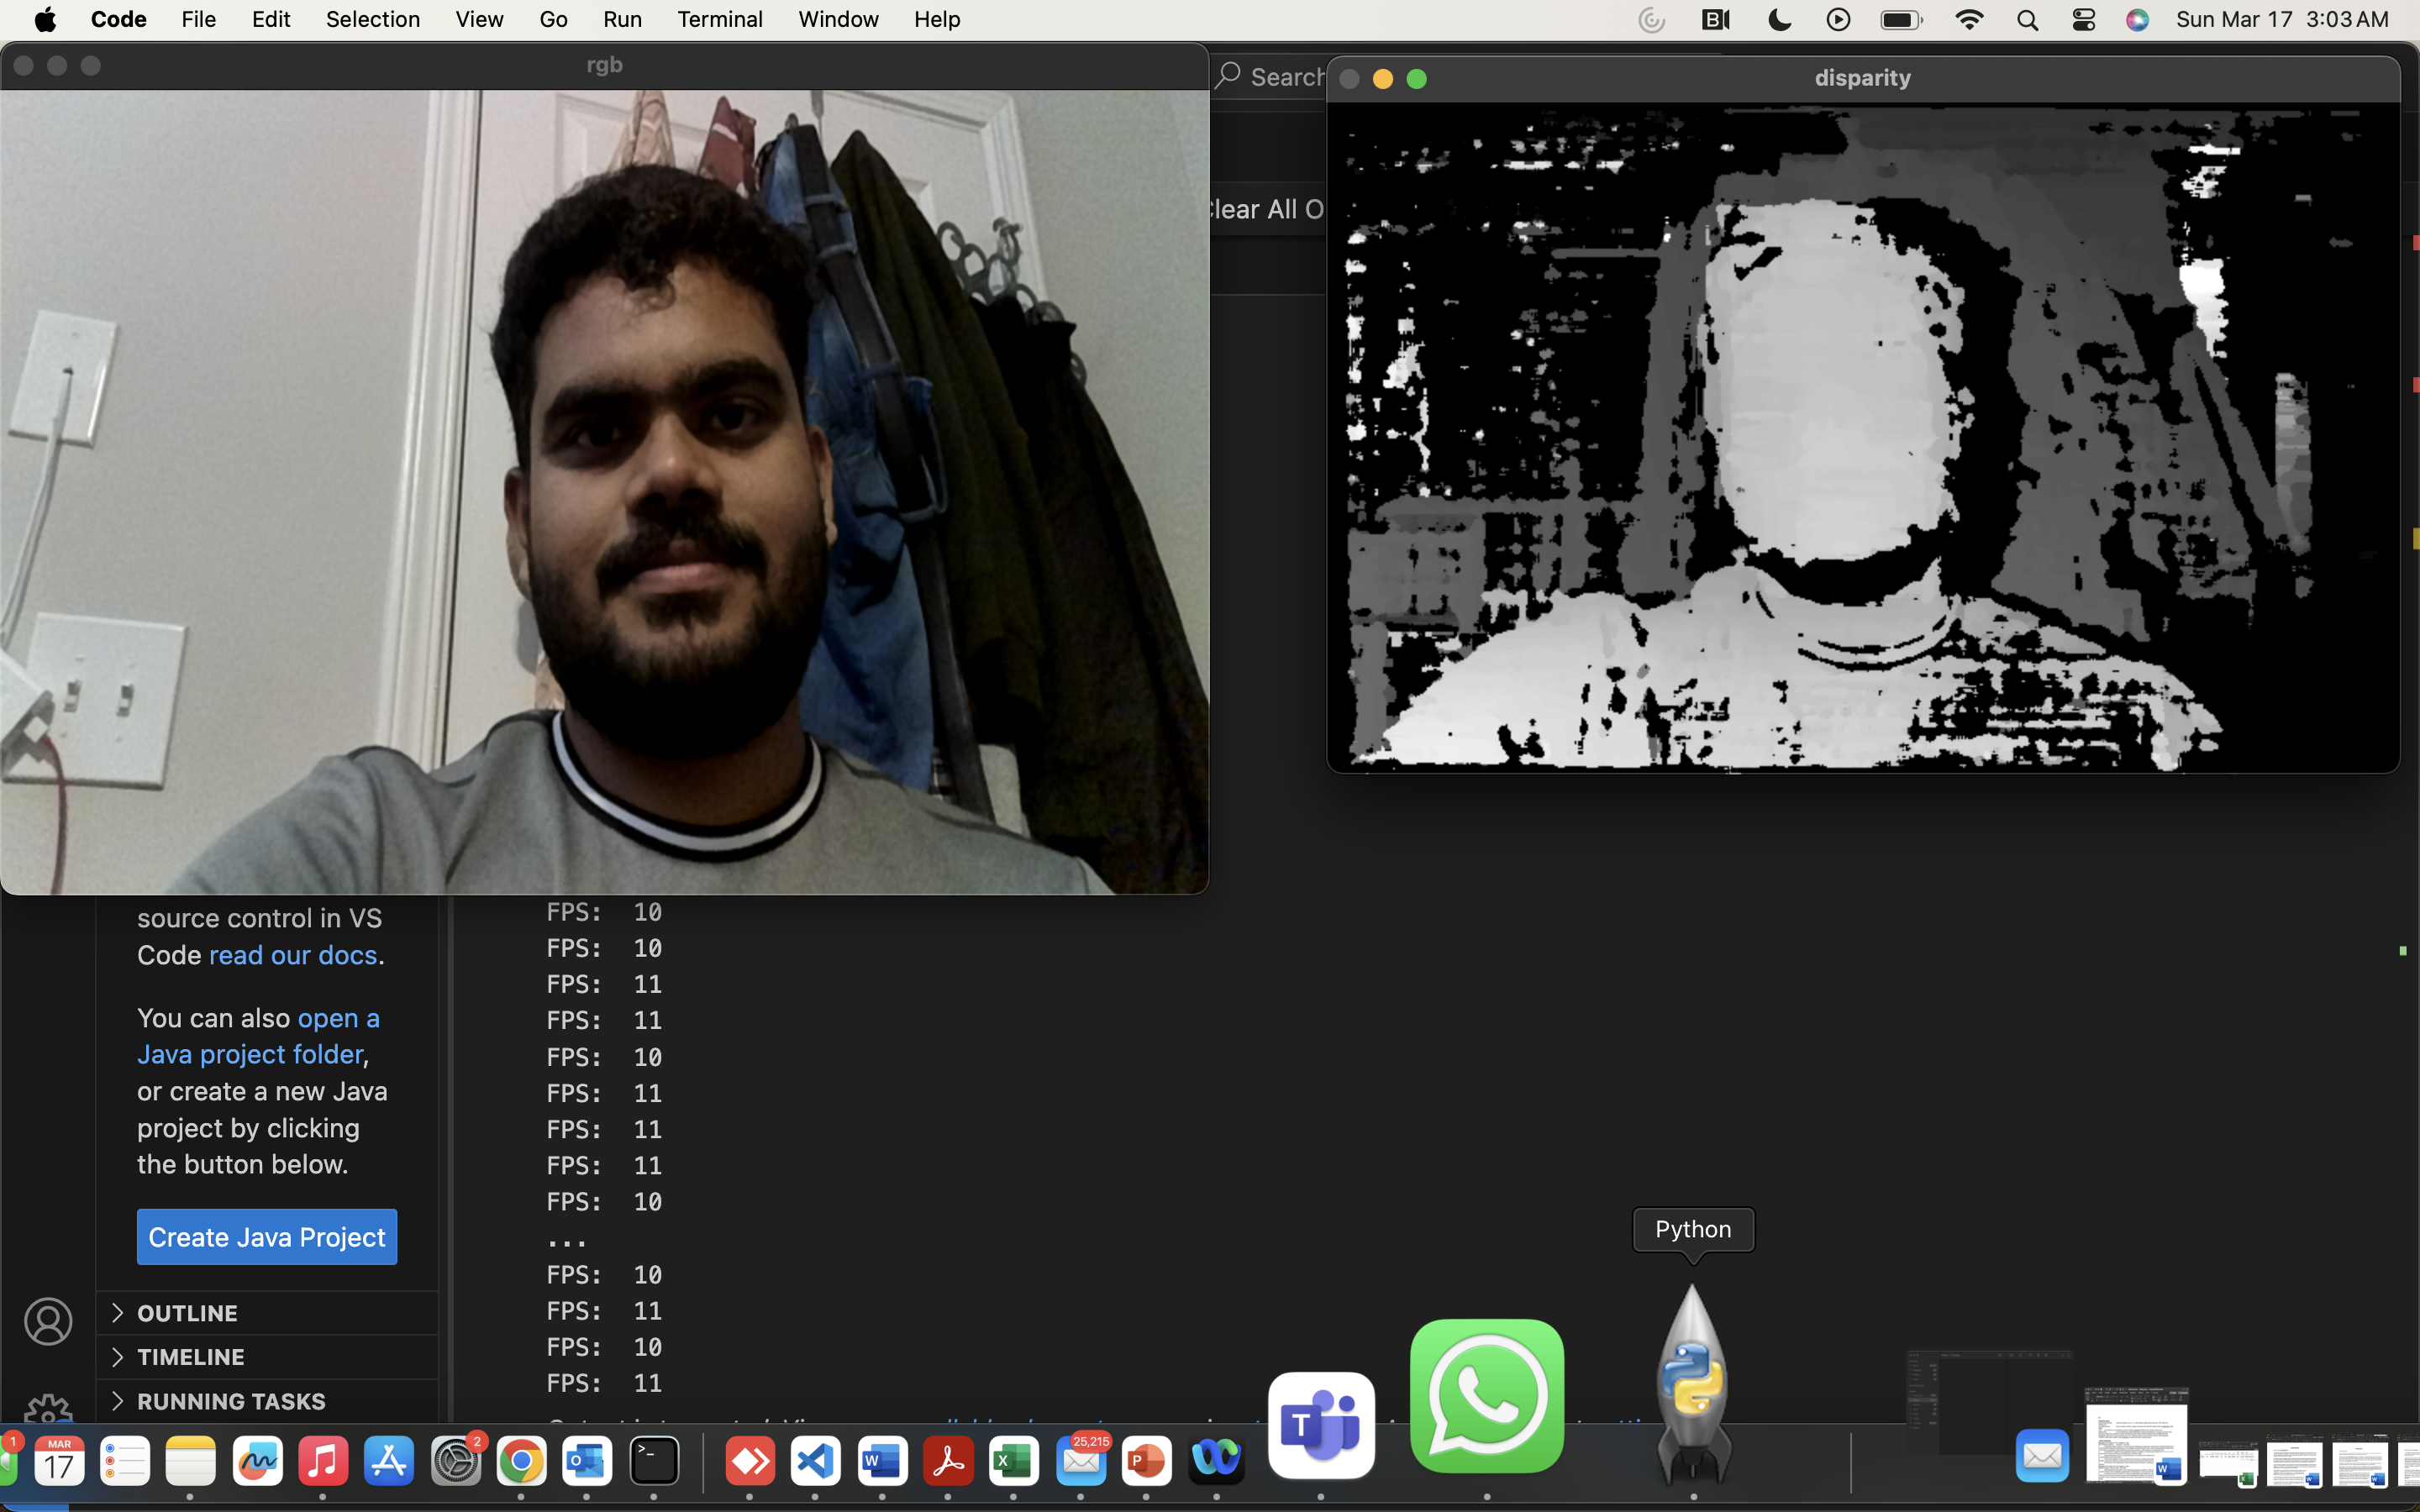 Code File Edit Selection View Go Run Terminal Window Help
Sun Mar 17 3:03 AM
rgb
Search
disparity
Clear All O
source control in VS
Code read our docs.
You can also open a
Java project folder,
or create a new Java
project by clicking
the button below.
Create Java Project
OUTLINE
TIMELINE
RUNNING TASKS
FPS: 10
FPS: 10
FPS: 11
FPS: 11
FPS: 10
FPS: 11
FPS: 11
FPS: 11
FPS: 10
...
FPS: 10
FPS: 11
FPS: 10
FPS: 11
Python
1
MAR
17
2
25,215